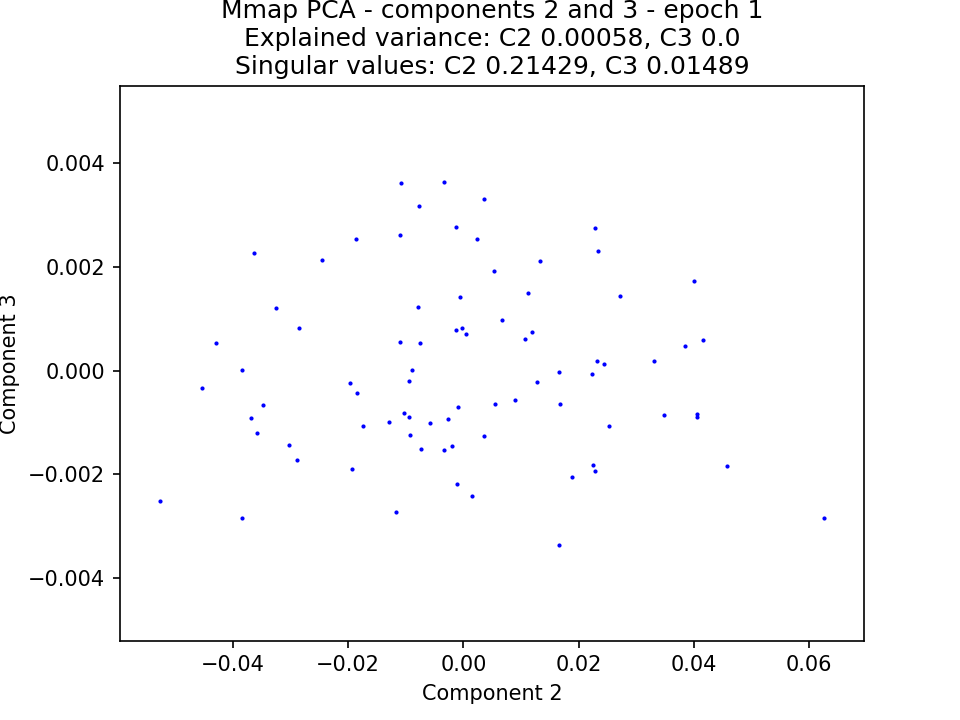 Mmap PCA - components 2 and 3 - epoch 1
Explained variance: C2 0.00058, C3 0.0
Singular values: C2 0.21429, C3 0.01489
0.004
0.002
0.000
−0.002
−0.004
Component 3
−0.04
−0.02
0.00
0.02
0.04
0.06
Component 2